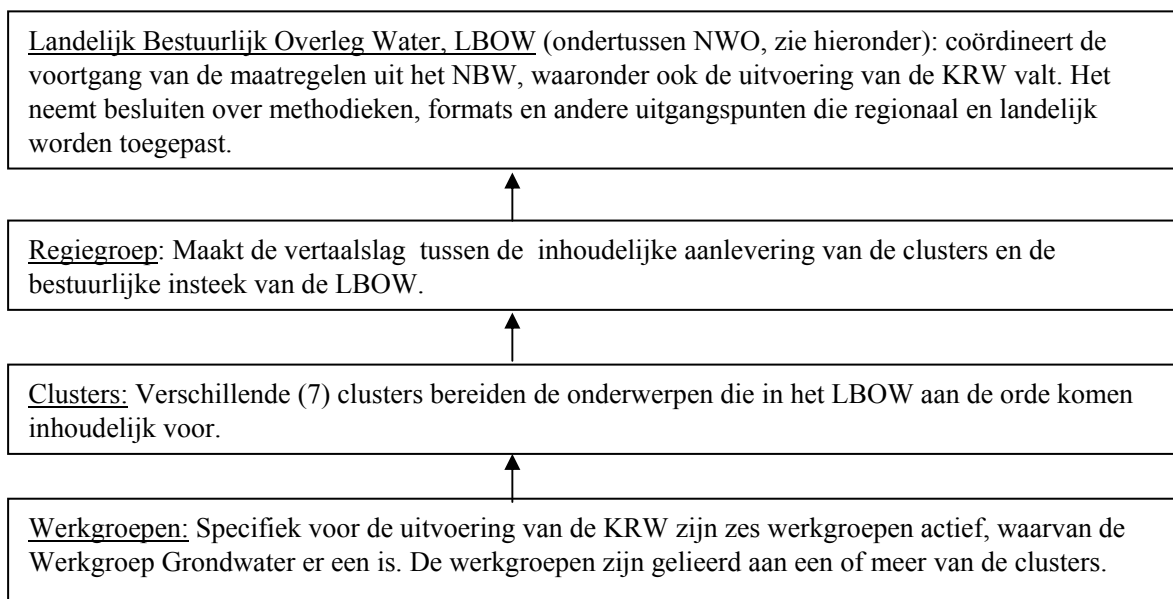 Landelijk Bestuurlijk Overleg Water, LBOW (ondertussen NWO, zie hieronder): coördineert de
voortgang van de maatregelen uit het NBW, waaronder ook de uitvoering van de KRW valt. Het
neemt besluiten over methodieken, formats en andere uitgangspunten die regionaal en landelijk
worden toegepast.
Regiegroep: Maakt de vertaalslag tussen de inhoudelijke aanlevering van de clusters en de
bestuurlijke insteek van de LBOW.
Clusters: Verschillende (7) clusters bereiden de onderwerpen die in het LBOW aan de orde komen
inhoudelijk voor.
Werkgroepen: Specifiek voor de uitvoering van de KRW zijn zes werkgroepen actief, waarvan de
Werkgroep Grondwater er een is. De werkgroepen zijn gelieerd aan een of meer van de clusters.